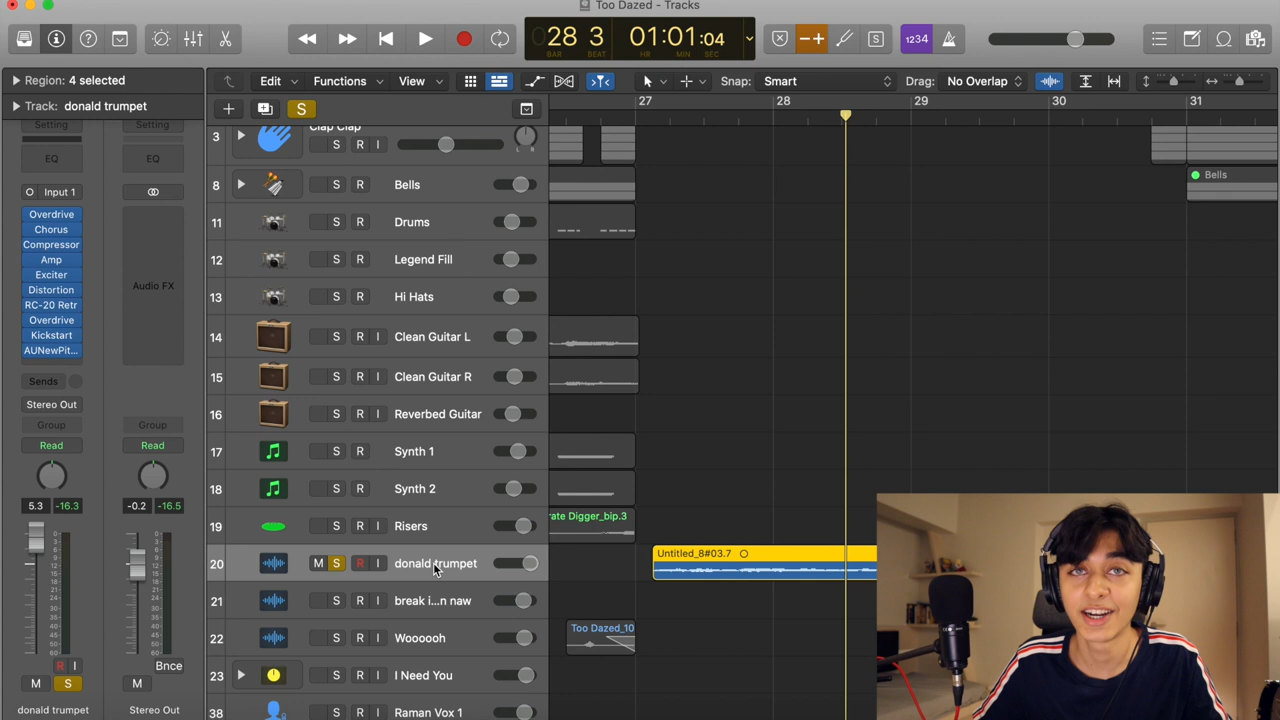 Too Dazed - Tracks
28 3
BAR BEAT
01:01:04
HR MIN SEC
1234
S
Region: 4 selected
Edit
Functions
View
Snap: Smart
Drag: No Overlap
Track: donald trumpet
S
27
28
29
30
31
Setting
Setting
EQ
EQ
Input 1
Overdrive
Chorus
Compressor
Amp
Exciter
Distortion
RC-20 Retr
Overdrive
Kickstart
AUNewPit...
Audio FX
Sends
Stereo Out
Group
Group
Read
Read
5.3
-16.3
-0.2
-16.5
R I
Bnce
M S
M
donald trumpet
Stereo Out
3 Clap Clap
S R I
L R
8 S R Bells
11 S R Drums
12 S R Legend Fill
13 S R Hi Hats
14 S R I Clean Guitar L
15 S R I Clean Guitar R
16 S R I Reverbed Guitar
17 S R I Synth 1
18 S R I Synth 2
19 S R Risers
20 M S R I donald trumpet
21 S R I break i...n naw
22 S R I Woooooh
23 S R I I Need You
38 S R I Raman Vox 1
Bells
rate Digger_bip.3
Untitled_8#03.7
Too Dazed_10